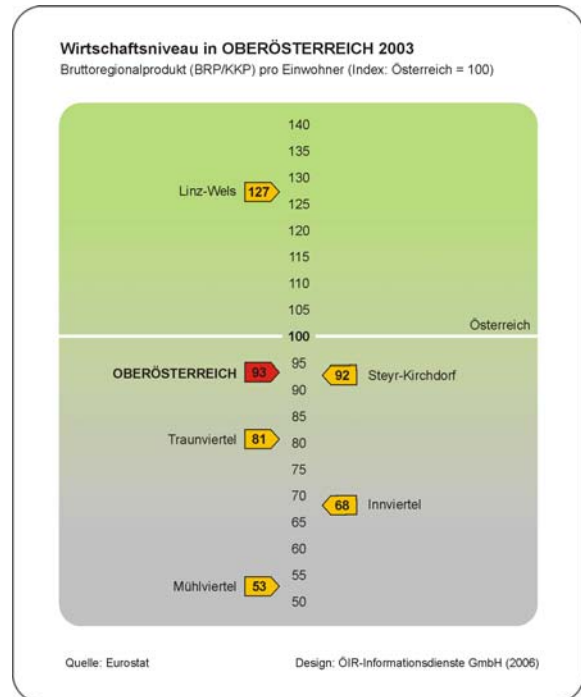 Wirtschaftsniveau in OBERÖSTERREICH 2003
Bruttoregionalprodukt (BRP/KKP) pro Einwohner (Index: Österreich = 100)
140
135
130
Linz-Wels 127
125
120
115
110
105
Österreich
100
95
OBERÖSTERREICH 93
92 Steyr-Kirchdorf
90
85
Traunviertel 81
80
75
70
68 Innviertel
65
60
55
Mühlviertel 53
50
Quelle: Eurostat Design: ÖIR-Informationsdienste GmbH (2006)